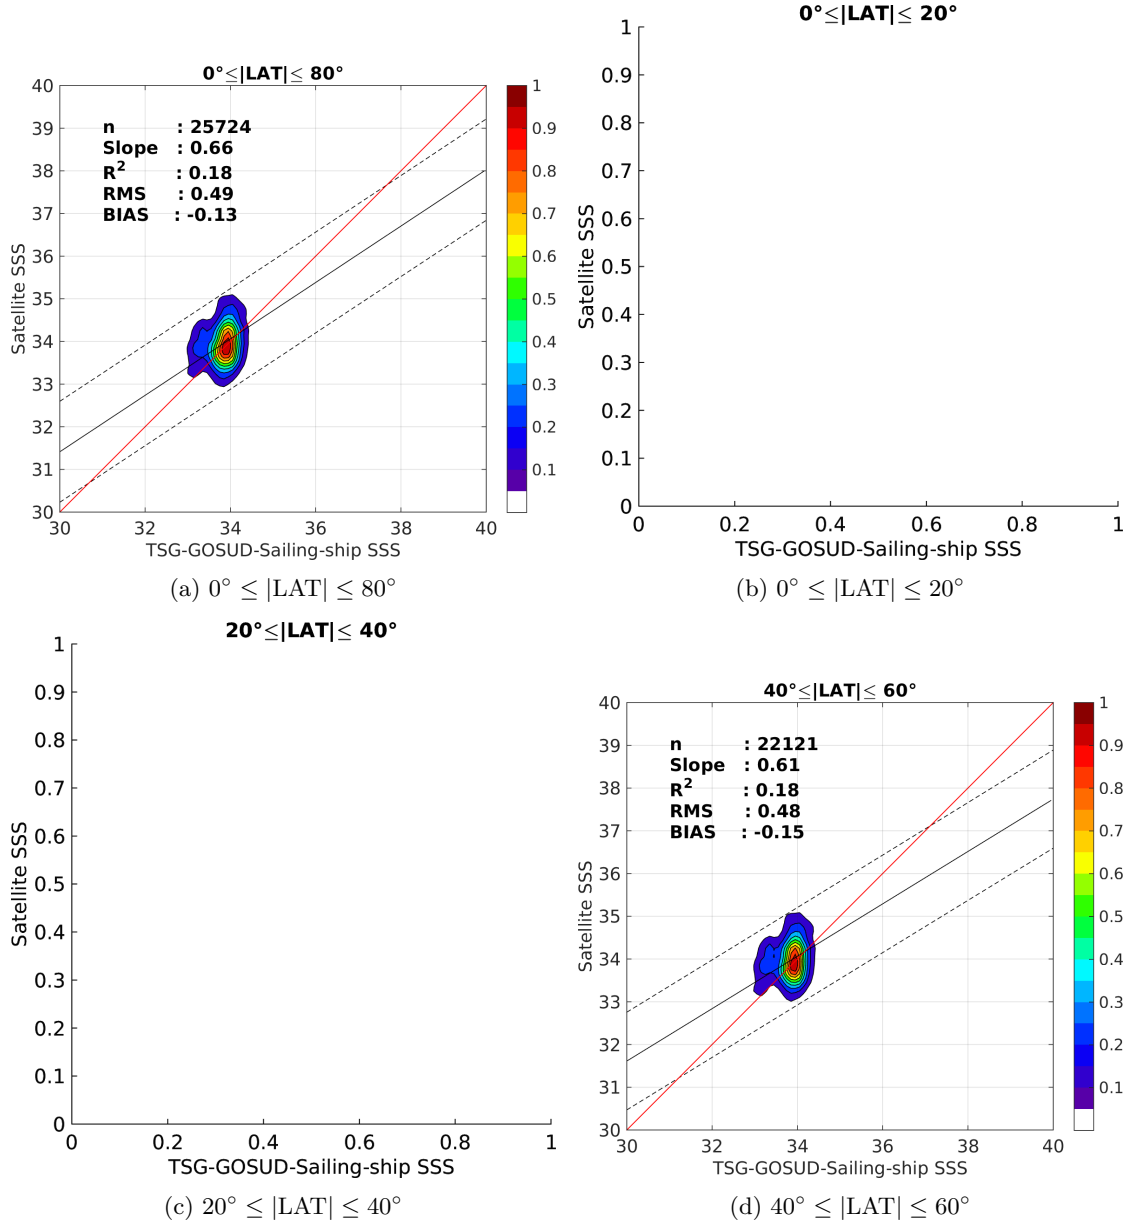 0°≤|LAT|≤ 80°
40
39
38
37
36
35
34
33
32
31
30
30 32 34 36 38 40
Satellite SSS
TSG-GOSUD-Sailing-ship SSS
n : 25724
Slope : 0.66
R² : 0.18
RMS : 0.49
BIAS : -0.13
1
0.9
0.8
0.7
0.6
0.5
0.4
0.3
0.2
0.1
(a) 0° ≤ |LAT| ≤ 80°
0°≤|LAT|≤ 20°
1
0.9
0.8
0.7
0.6
0.5
0.4
0.3
0.2
0.1
0
0 0.2 0.4 0.6 0.8 1
Satellite SSS
TSG-GOSUD-Sailing-ship SSS
(b) 0° ≤ |LAT| ≤ 20°
20°≤|LAT|≤ 40°
1
0.9
0.8
0.7
0.6
0.5
0.4
0.3
0.2
0.1
0
0 0.2 0.4 0.6 0.8 1
Satellite SSS
TSG-GOSUD-Sailing-ship SSS
(c) 20° ≤ |LAT| ≤ 40°
40°≤|LAT|≤ 60°
40
39
38
37
36
35
34
33
32
31
30
30 32 34 36 38 40
Satellite SSS
TSG-GOSUD-Sailing-ship SSS
n : 22121
Slope : 0.61
R² : 0.18
RMS : 0.48
BIAS : -0.15
1
0.9
0.8
0.7
0.6
0.5
0.4
0.3
0.2
0.1
(d) 40° ≤ |LAT| ≤ 60°